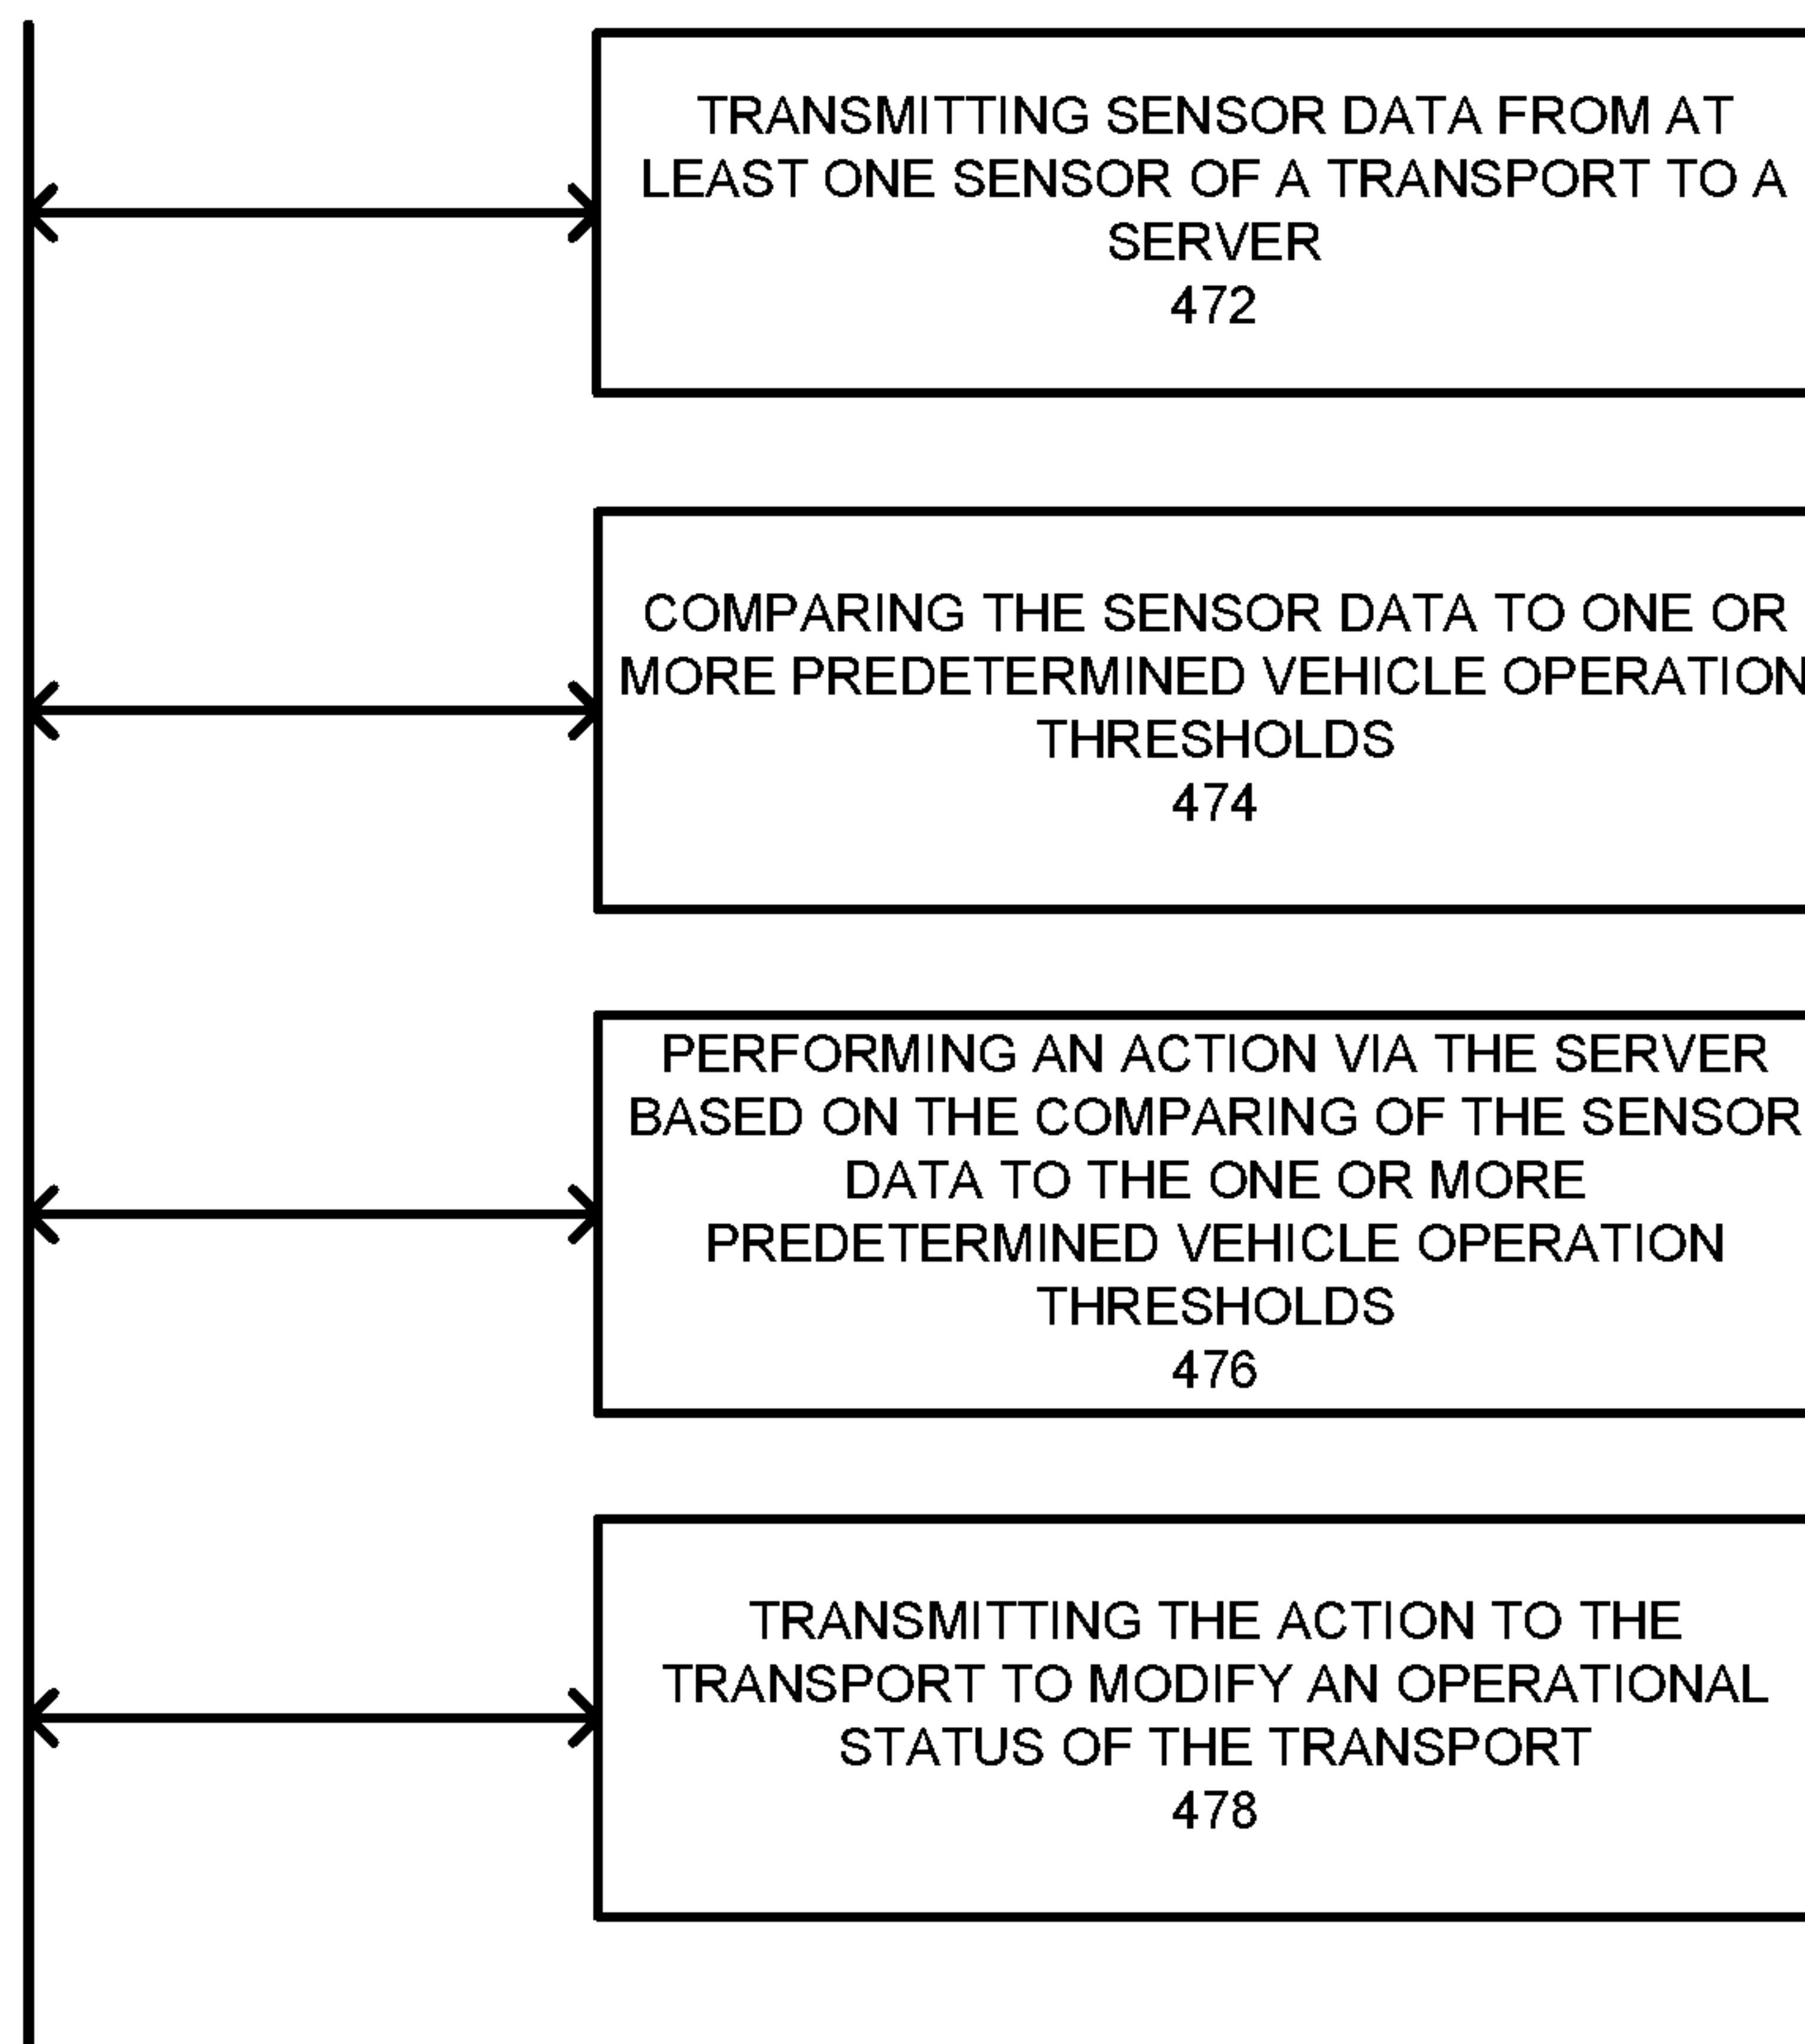 TRANSMITTING SENSOR DATA FROM AT
LEAST ONE SENSOR OF A TRANSPORT TO A
SERVER
472
COMPARING THE SENSOR DATA TO ONE OR
MORE PREDETERMINED VEHICLE OPERATION
THRESHOLDS
474
PERFORMING AN ACTION VIA THE SERVER
BASED ON THE COMPARING OF THE SENSOR
DATA TO THE ONE OR MORE
PREDETERMINED VEHICLE OPERATION
THRESHOLDS
476
TRANSMITTING THE ACTION TO THE
TRANSPORT TO MODIFY AN OPERATIONAL
STATUS OF THE TRANSPORT
478